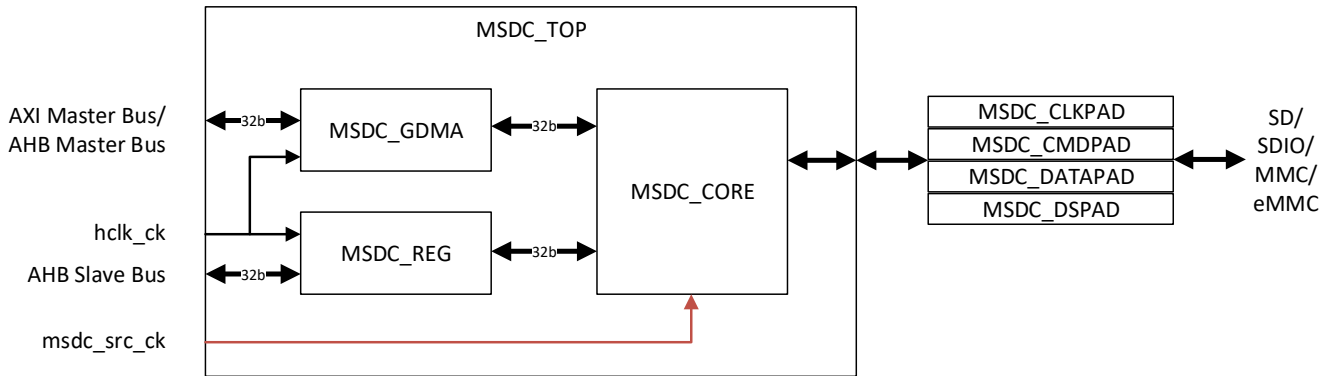 MSDC_TOP
AXI Master Bus/
AHB Master Bus
32b
MSDC_GDMA
32b
MSDC_CORE
hclk_ck
MSDC_REG
AHB Slave Bus
32b
32b
msdc_src_ck
MSDC_CLKPAD
MSDC_CMDPAD
MSDC_DATAPAD
MSDC_DSPAD
SD/
SDIO/
MMC/
eMMC